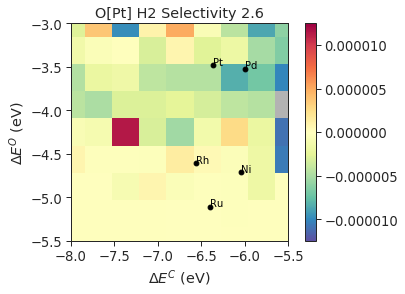 O[Pt] H2 Selectivity 2.6
−3.0
−3.5
−4.0
−4.5
−5.0
−5.5
ΔE^O (eV)
Pt
Pd
Rh
Ni
Ru
−8.0 −7.5 −7.0 −6.5 −6.0 −5.5
ΔE^C (eV)
0.000010
0.000005
0.000000
−0.000005
−0.000010